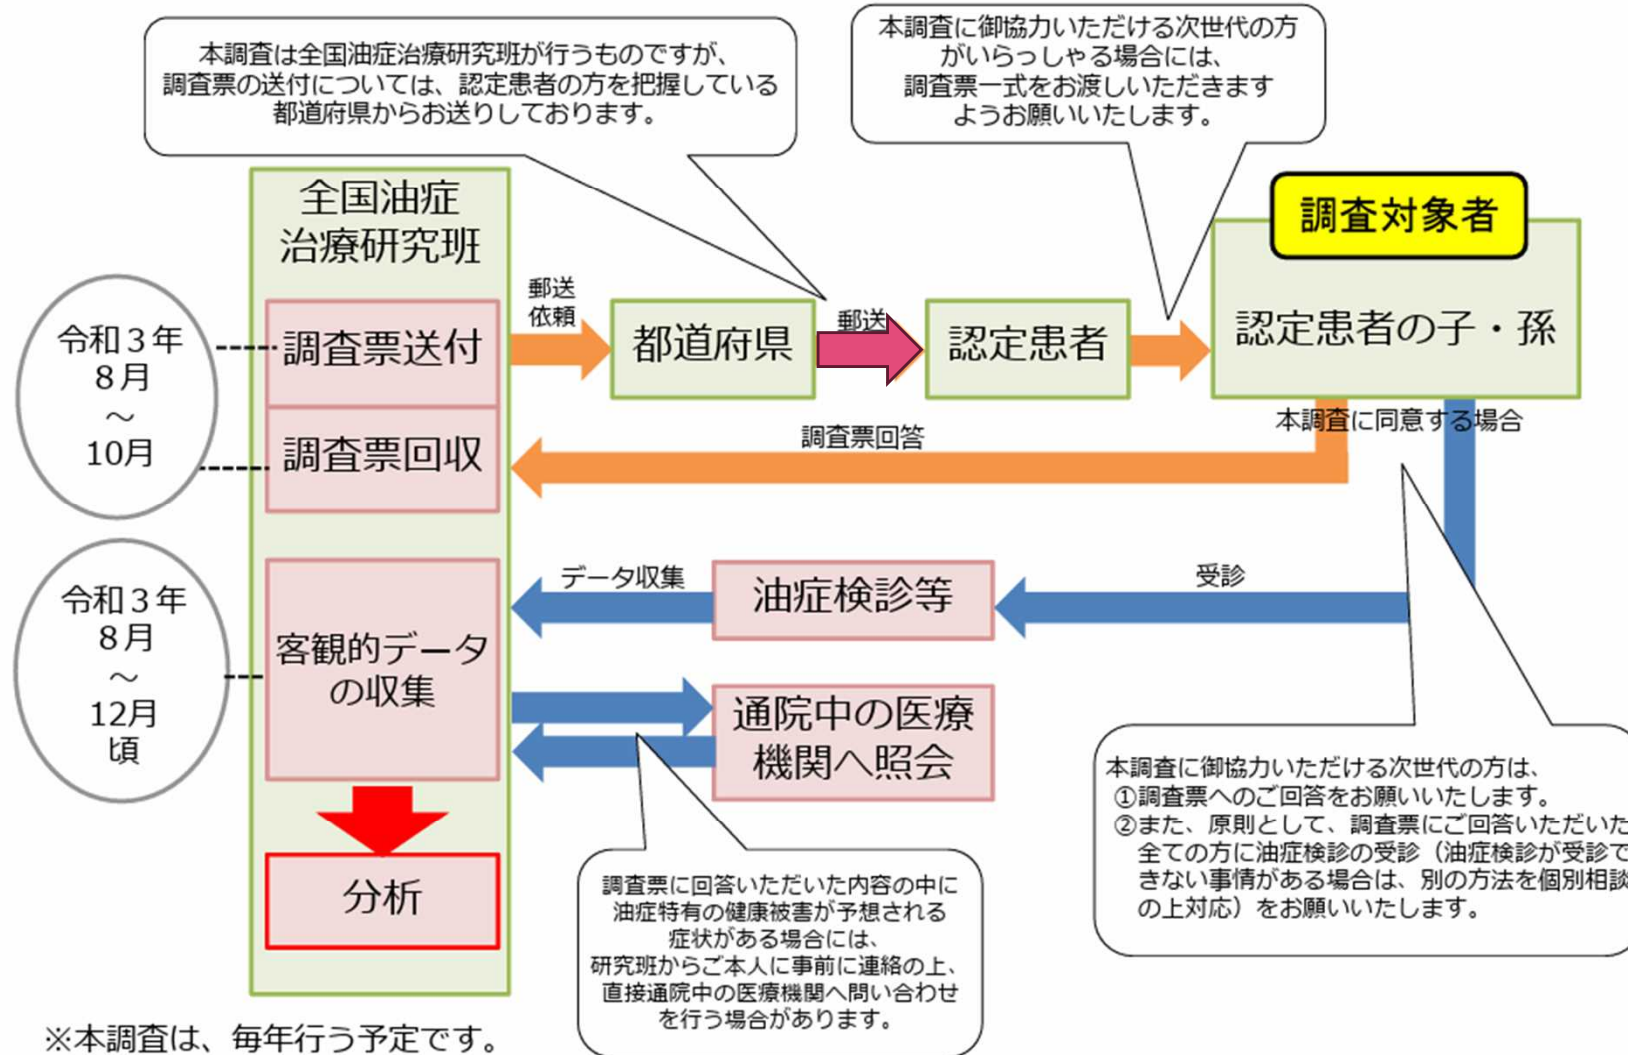 本調査は全国油症治療研究班が行うものですが、
調査票の送付については、認定患者の方を把握している
都道府県からお送りしております。
本調査に御協力いただける次世代の方
がいらっしゃる場合には、
調査票一式をお渡しいただきます
ようお願いいたします。
全国油症
治療研究班
調査対象者
令和３年
８月
～
10月
調査票送付
郵送
依頼
都道府県
郵送
認定患者
認定患者の子・孫
調査票回収
調査票回答
本調査に同意する場合
令和３年
８月
～
12月
頃
客観的データ
の収集
データ収集
油症検診等
受診
通院中の医療
機関へ照会
分析
調査票に回答いただいた内容の中に
油症特有の健康被害が予想される
症状がある場合には、
研究班からご本人に事前に連絡の上、
直接通院中の医療機関へ問い合わせ
を行う場合があります。
本調査に御協力いただける次世代の方は、
①調査票へのご回答をお願いいたします。
②また、原則として、調査票にご回答いただいた
全ての方に油症検診の受診（油症検診が受診で
きない事情がある場合は、別の方法を個別相談
の上対応）をお願いいたします。
※本調査は、毎年行う予定です。